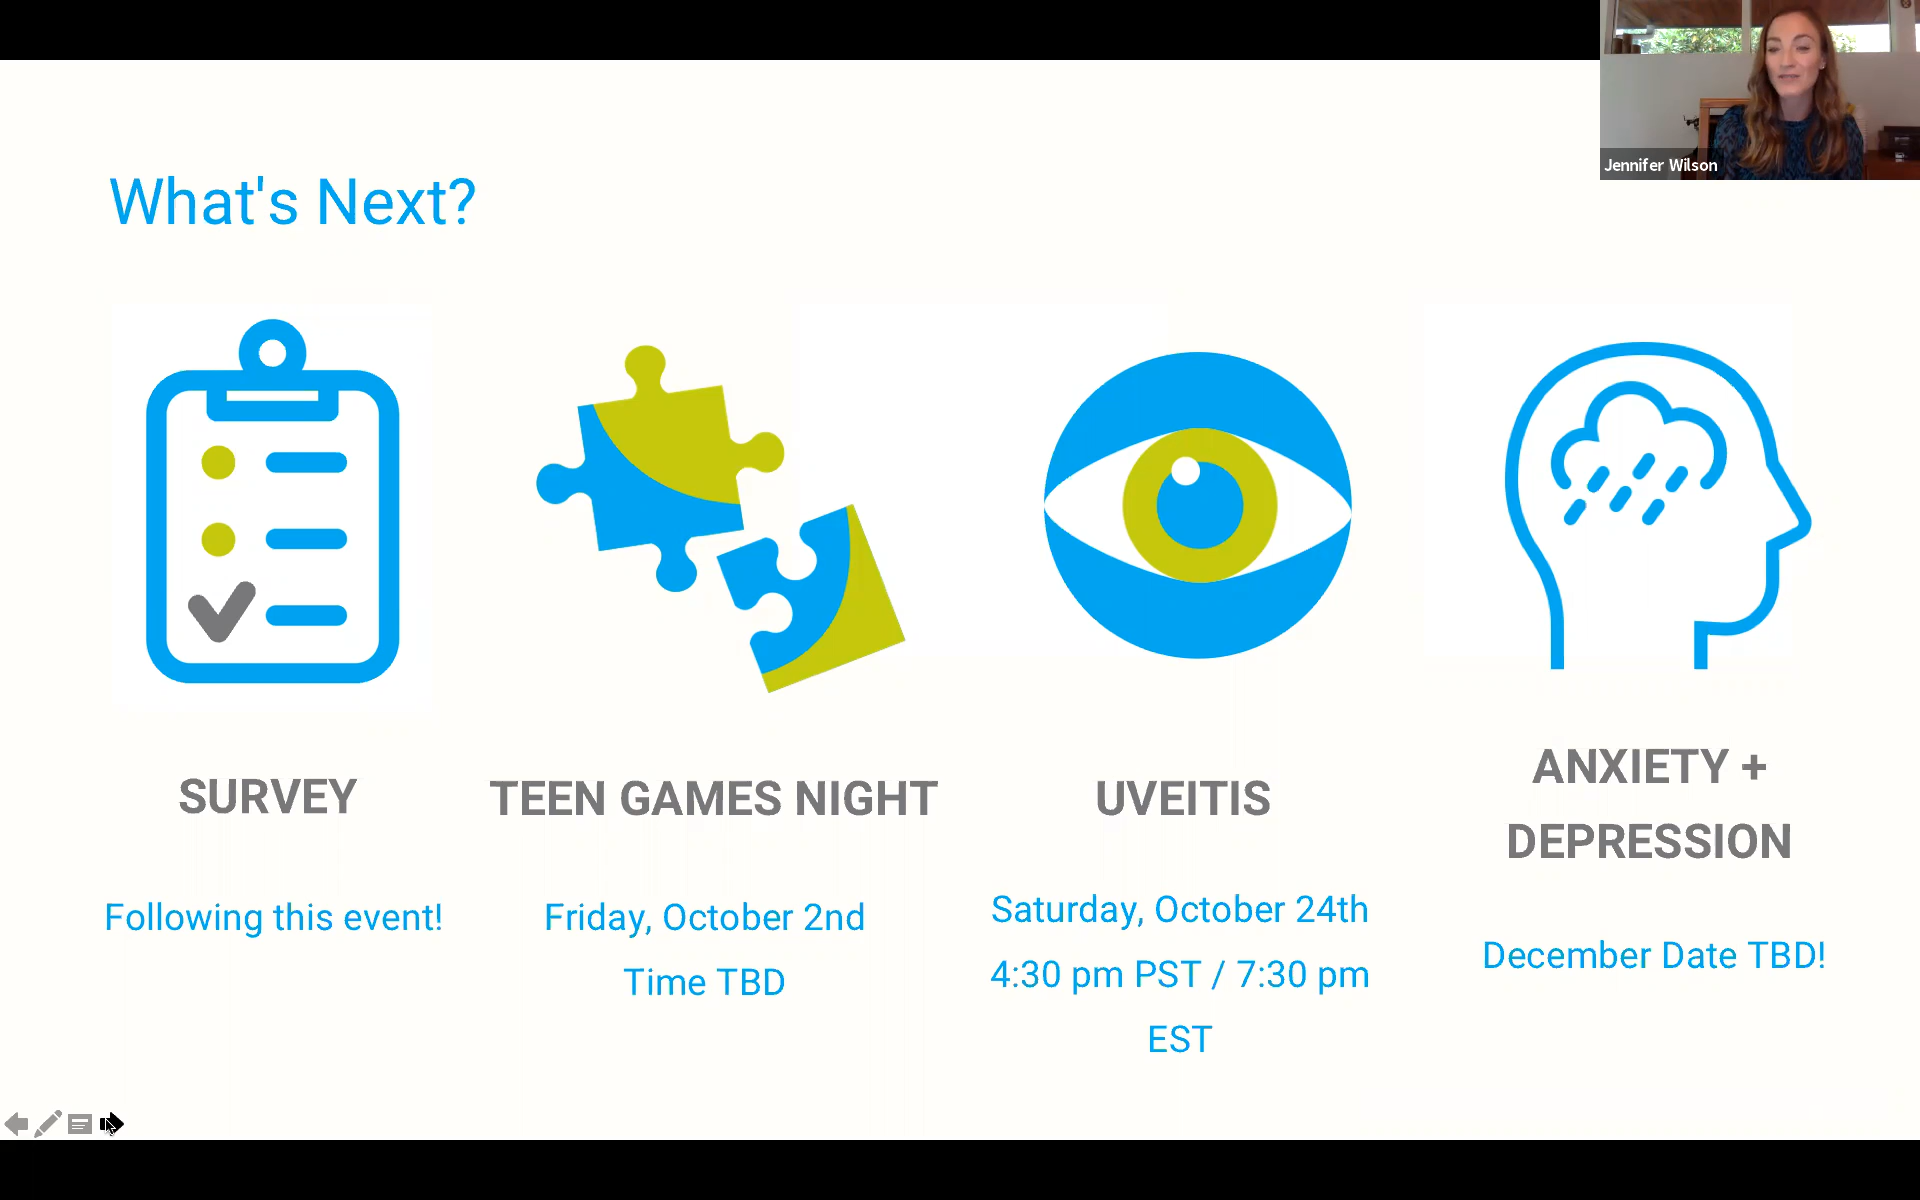 Jennifer Wilson
What's Next?
SURVEY
Following this event!
TEEN GAMES NIGHT
Friday, October 2nd
Time TBD
UVEITIS
Saturday, October 24th
4:30 pm PST / 7:30 pm
EST
ANXIETY +
DEPRESSION
December Date TBD!